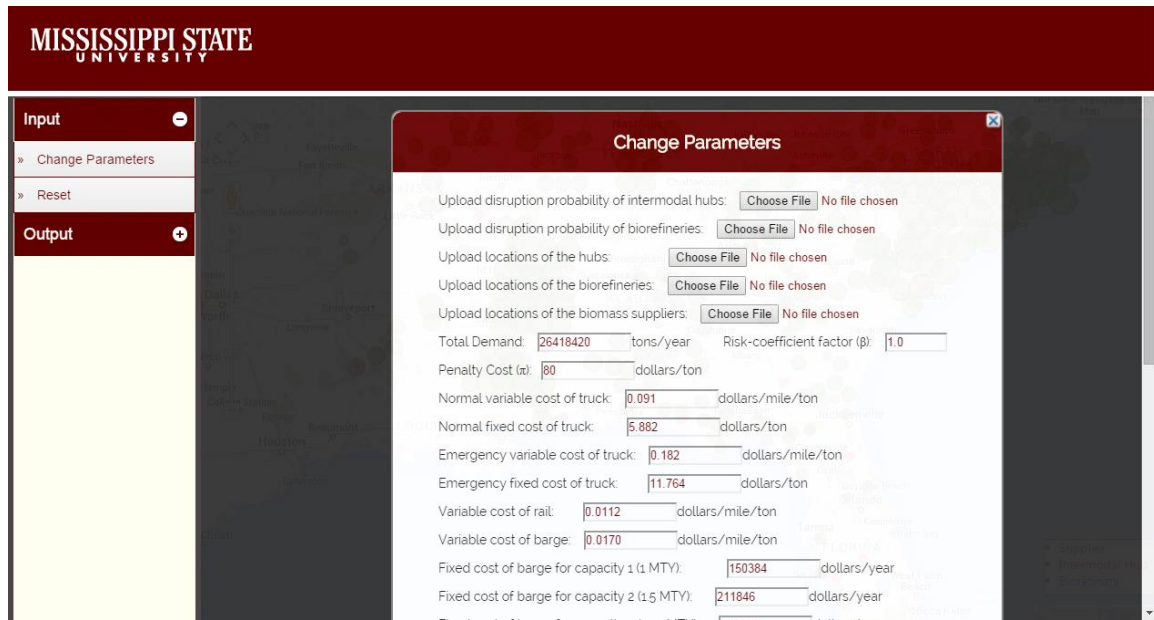 MISSISSIPPI STATE
UNIVERSITY
Input
» Change Parameters
» Reset
Output
Change Parameters
Upload disruption probability of intermodal hubs: Choose File No file chosen
Upload disruption probability of biorefineries: Choose File No file chosen
Upload locations of the hubs: Choose File No file chosen
Upload locations of the biorefineries: Choose File No file chosen
Upload locations of the biomass suppliers: Choose File No file chosen
Total Demand: 26418420 tons/year Risk-coefficient factor (β): 1.0
Penalty Cost (π): 80 dollars/ton
Normal variable cost of truck: 0.091 dollars/mile/ton
Normal fixed cost of truck: 5.882 dollars/ton
Emergency variable cost of truck: 0.182 dollars/mile/ton
Emergency fixed cost of truck: 11.764 dollars/ton
Variable cost of rail: 0.0112 dollars/mile/ton
Variable cost of barge: 0.0170 dollars/mile/ton
Fixed cost of barge for capacity 1 (1 MTY): 150384 dollars/year
Fixed cost of barge for capacity 2 (1.5 MTY): 211846 dollars/year
Houston